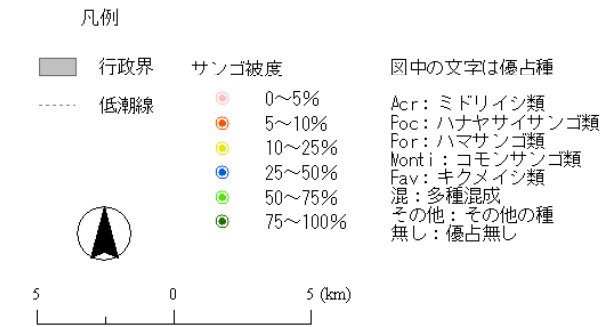 凡例
行政界
低潮線
サンゴ被度
0～5%
5～10%
10～25%
25～50%
50～75%
75～100%
図中の文字は優占種
Acr：ミドリイシ類
Poc：ハナヤサイサンゴ類
Por：ハマサンゴ類
Monti：コモンサンゴ類
Fav：キクメイシ類
混：多種混成
その他：その他の種
無し：優占無し
5 0 5 (km)